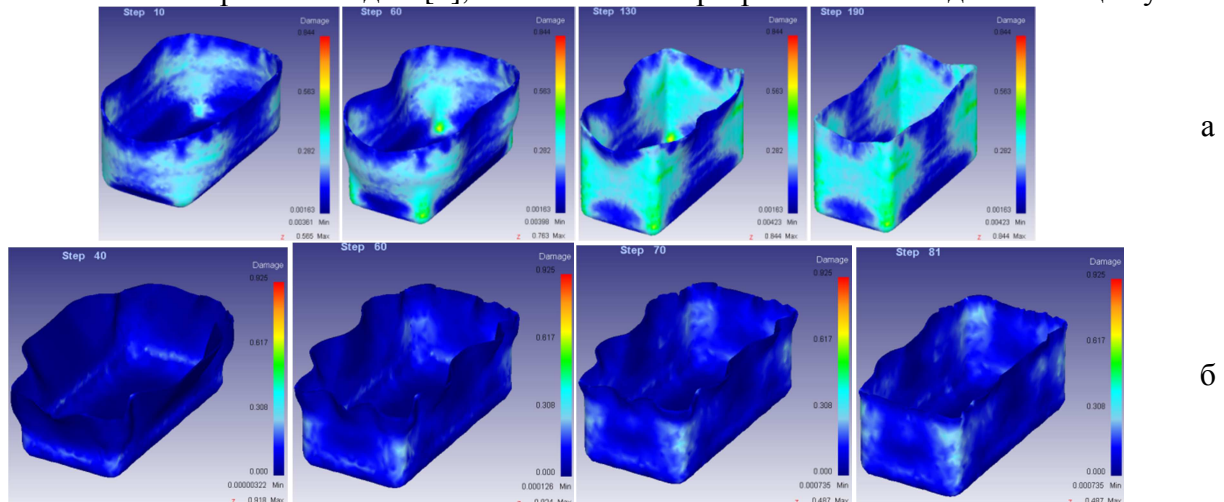 Step 10
Damage
0.844
0.563
0.282
0.00163
0.00361 Min
z 0.565 Max
Step 60
Damage
0.844
0.563
0.282
0.00163
0.00398 Min
z 0.763 Max
Step 130
Damage
0.844
0.563
0.282
0.00163
0.00423 Min
z 0.844 Max
Step 190
Damage
0.844
0.563
0.282
0.00163
0.00423 Min
z 0.844 Max
а
Step 40
Damage
0.925
0.617
0.308
0.000
0.00000322 Min
z 0.918 Max
Step 60
Damage
0.925
0.617
0.308
0.000
0.000126 Min
Max
Step 70
Damage
0.925
0.617
0.308
0.000
0.000735 Min
z 0.487 Max
Step 81
Damage
0.925
0.617
0.308
0.000
0.000735 Min
z 0.487 Max
б